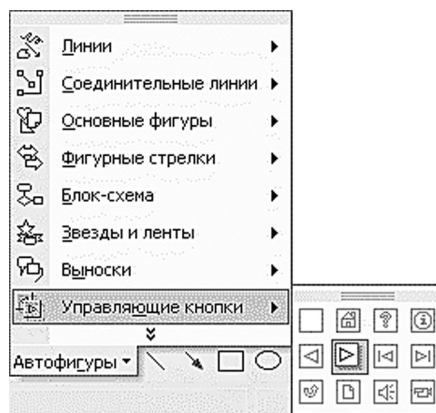 Линии
Соединительные линии
Основные фигуры
Фигурные стрелки
Блок-схема
Звезды и ленты
Выноски
Управляющие кнопки
Автофигуры